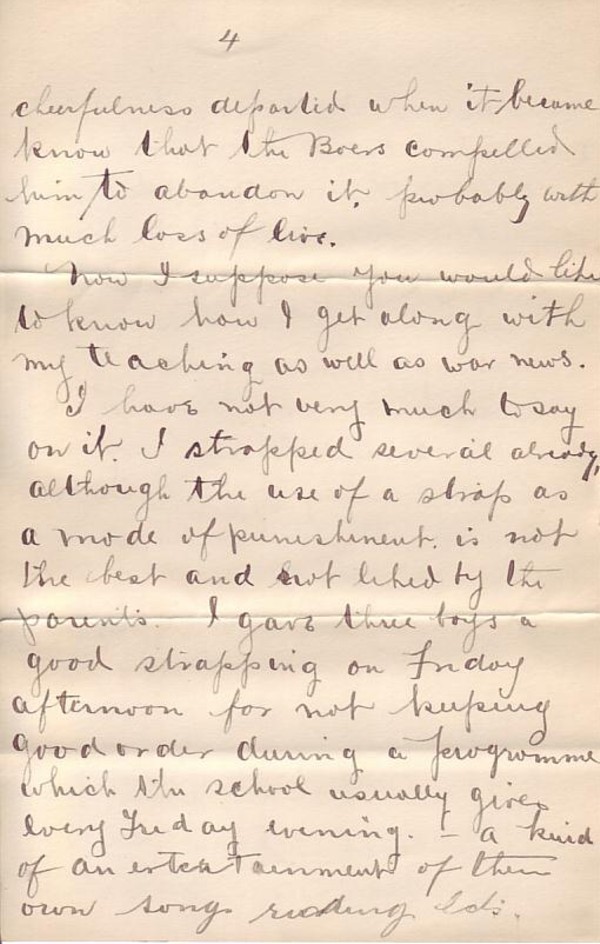 4
cheerfulness departed when it became
know that the Boers compelled
him to abandon it, probably with
much loss of live.
Now I suppose you would like
to know how I get along with
my teaching as well as war news.
I have not very much to say
on it. I strapped several already,
although the use of a strap as
a mode of punishment. is not
the best and not liked by the
parents. I gave three boys a
good strapping on Friday
afternoon for not keeping
good order during a programme
which the school usually gives
every Friday evening. - a kind
of an entertainment of their
own songs reading